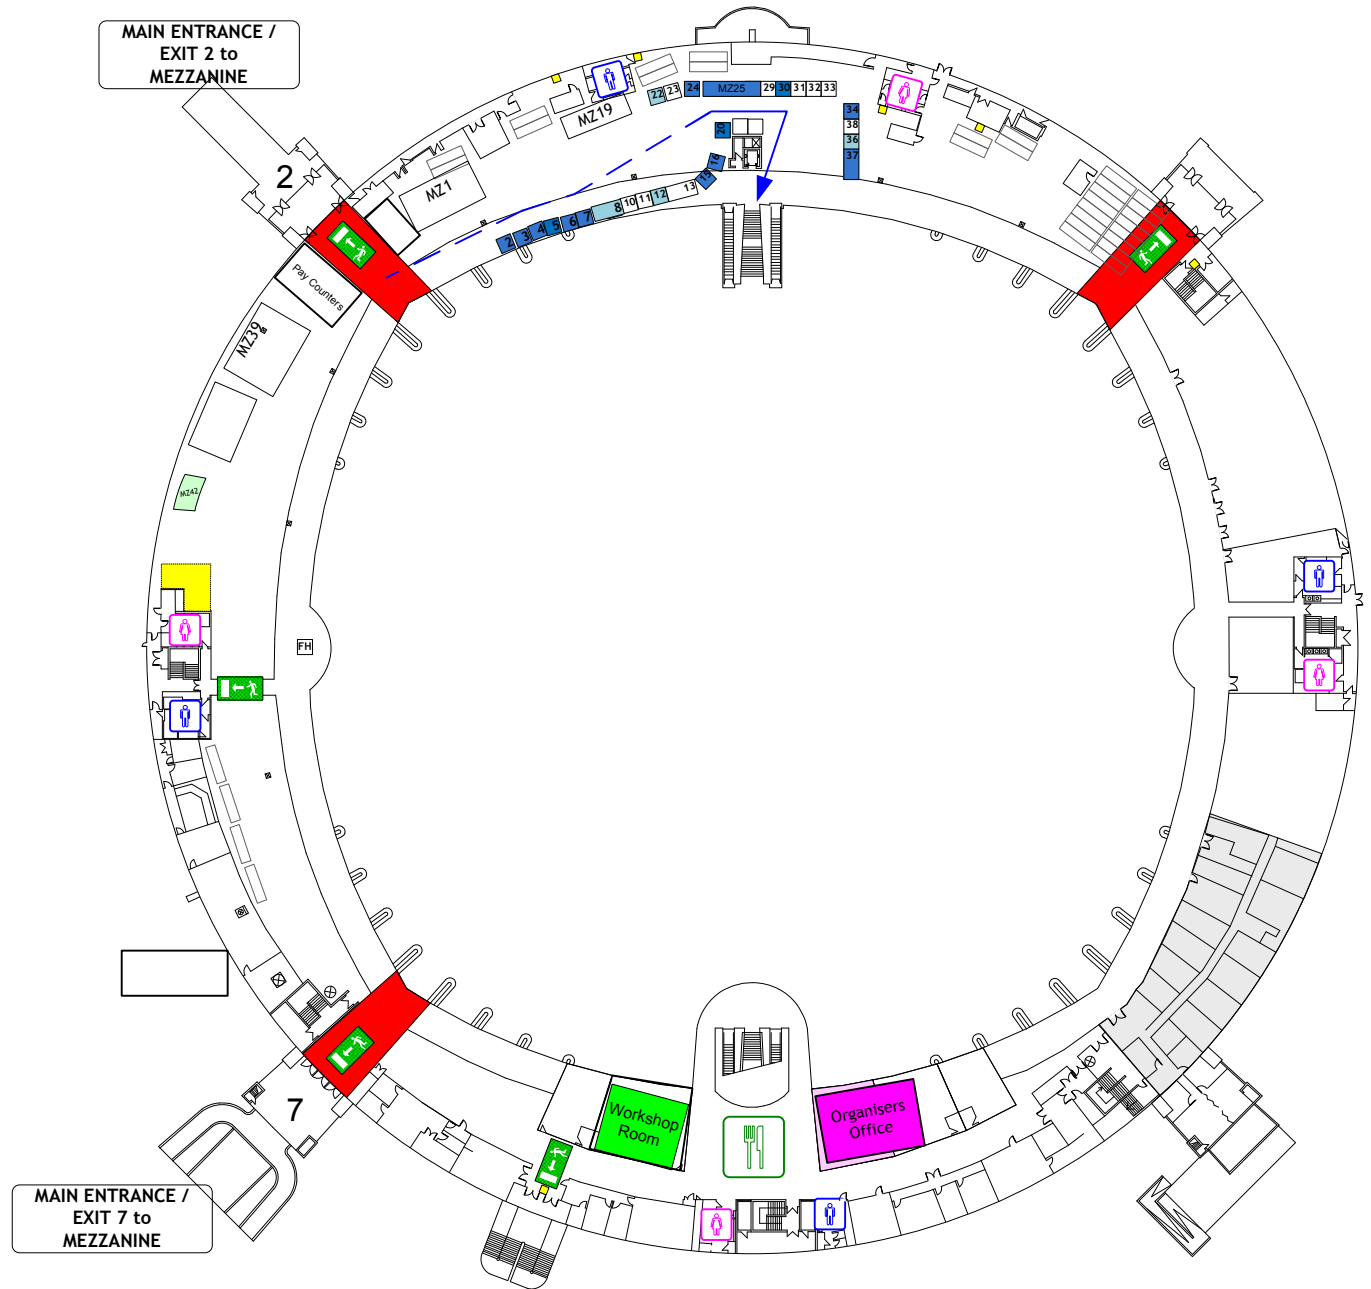 MAIN ENTRANCE /
EXIT 2 to
MEZZANINE
2
MZ19
22
23
24
MZ25
29
30
31
32
33
34
38
36
37
20
16
15
MZ1
2
3
4
5
6
7
8
10
11
12
13
Pay Counters
MZ39
MZ42
FH
7
MAIN ENTRANCE /
EXIT 7 to
MEZZANINE
Workshop
Room
Organisers
Office